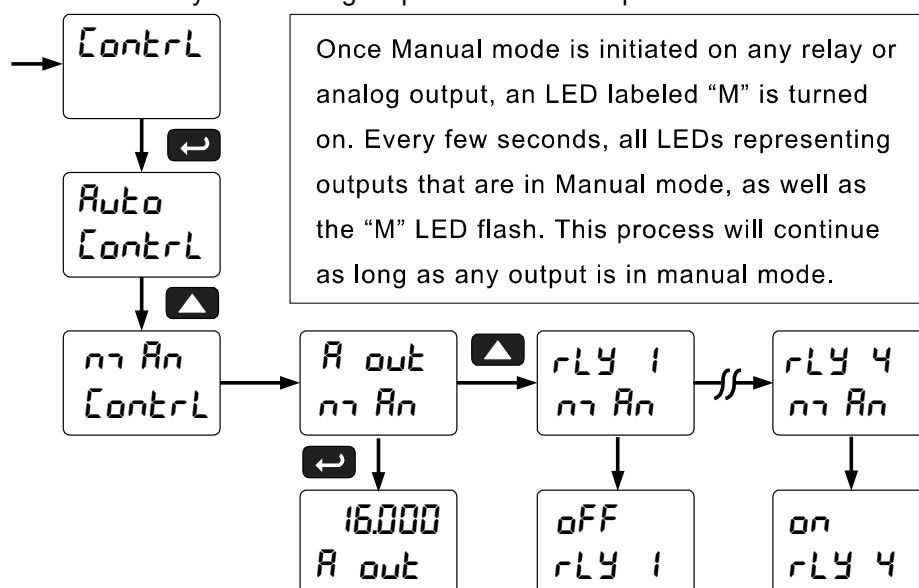 ContrL
Once Manual mode is initiated on any relay or
analog output, an LED labeled “M” is turned
on. Every few seconds, all LEDs representing
outputs that are in Manual mode, as well as
the “M” LED flash. This process will continue
as long as any output is in manual mode.
Auto
ContrL
mAn
ContrL
A out
mAn
rLY 1
mAn
rLY 4
mAn
16.000
A out
oFF
rLY 1
on
rLY 4